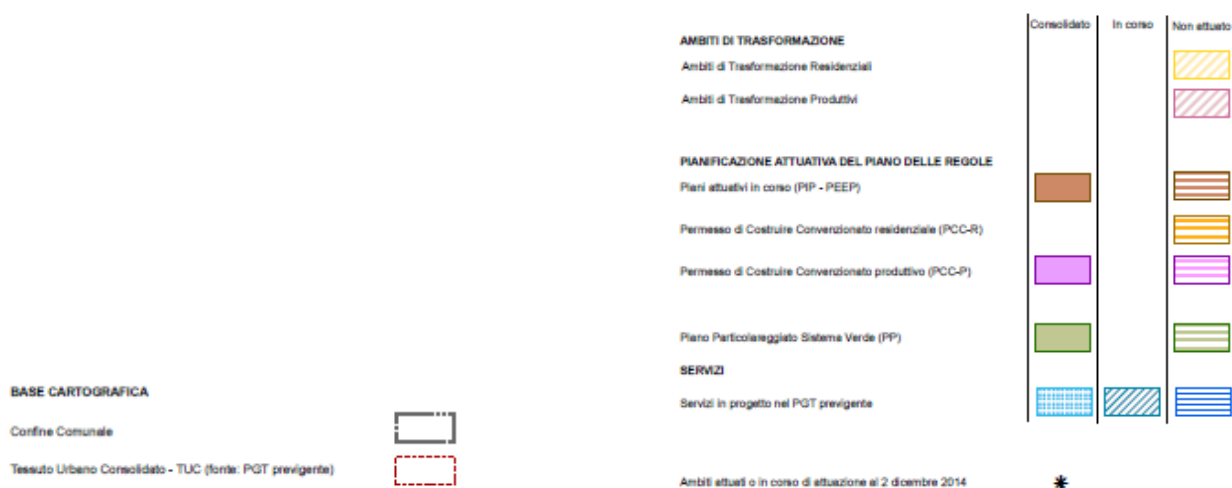 Consolidato
In corso
Non attuato
AMBITI DI TRASFORMAZIONE
Ambiti di Trasformazione Residenziali
Ambiti di Trasformazione Produttivi
PIANIFICAZIONE ATTUATIVA DEL PIANO DELLE REGOLE
Piani attuativi in corso (PIP - PEEP)
Permesso di Costruire Convenzionato residenziale (PCC-R)
Permesso di Costruire Convenzionato produttivo (PCC-P)
Piano Particolareggiato Sistema Verde (PP)
SERVIZI
Servizi in progetto nel PGT previgente
BASE CARTOGRAFICA
Confine Comunale
Tessuto Urbano Consolidato - TUC (fonte: PGT previgente)
Ambiti attuati o in corso di attuazione al 2 dicembre 2014